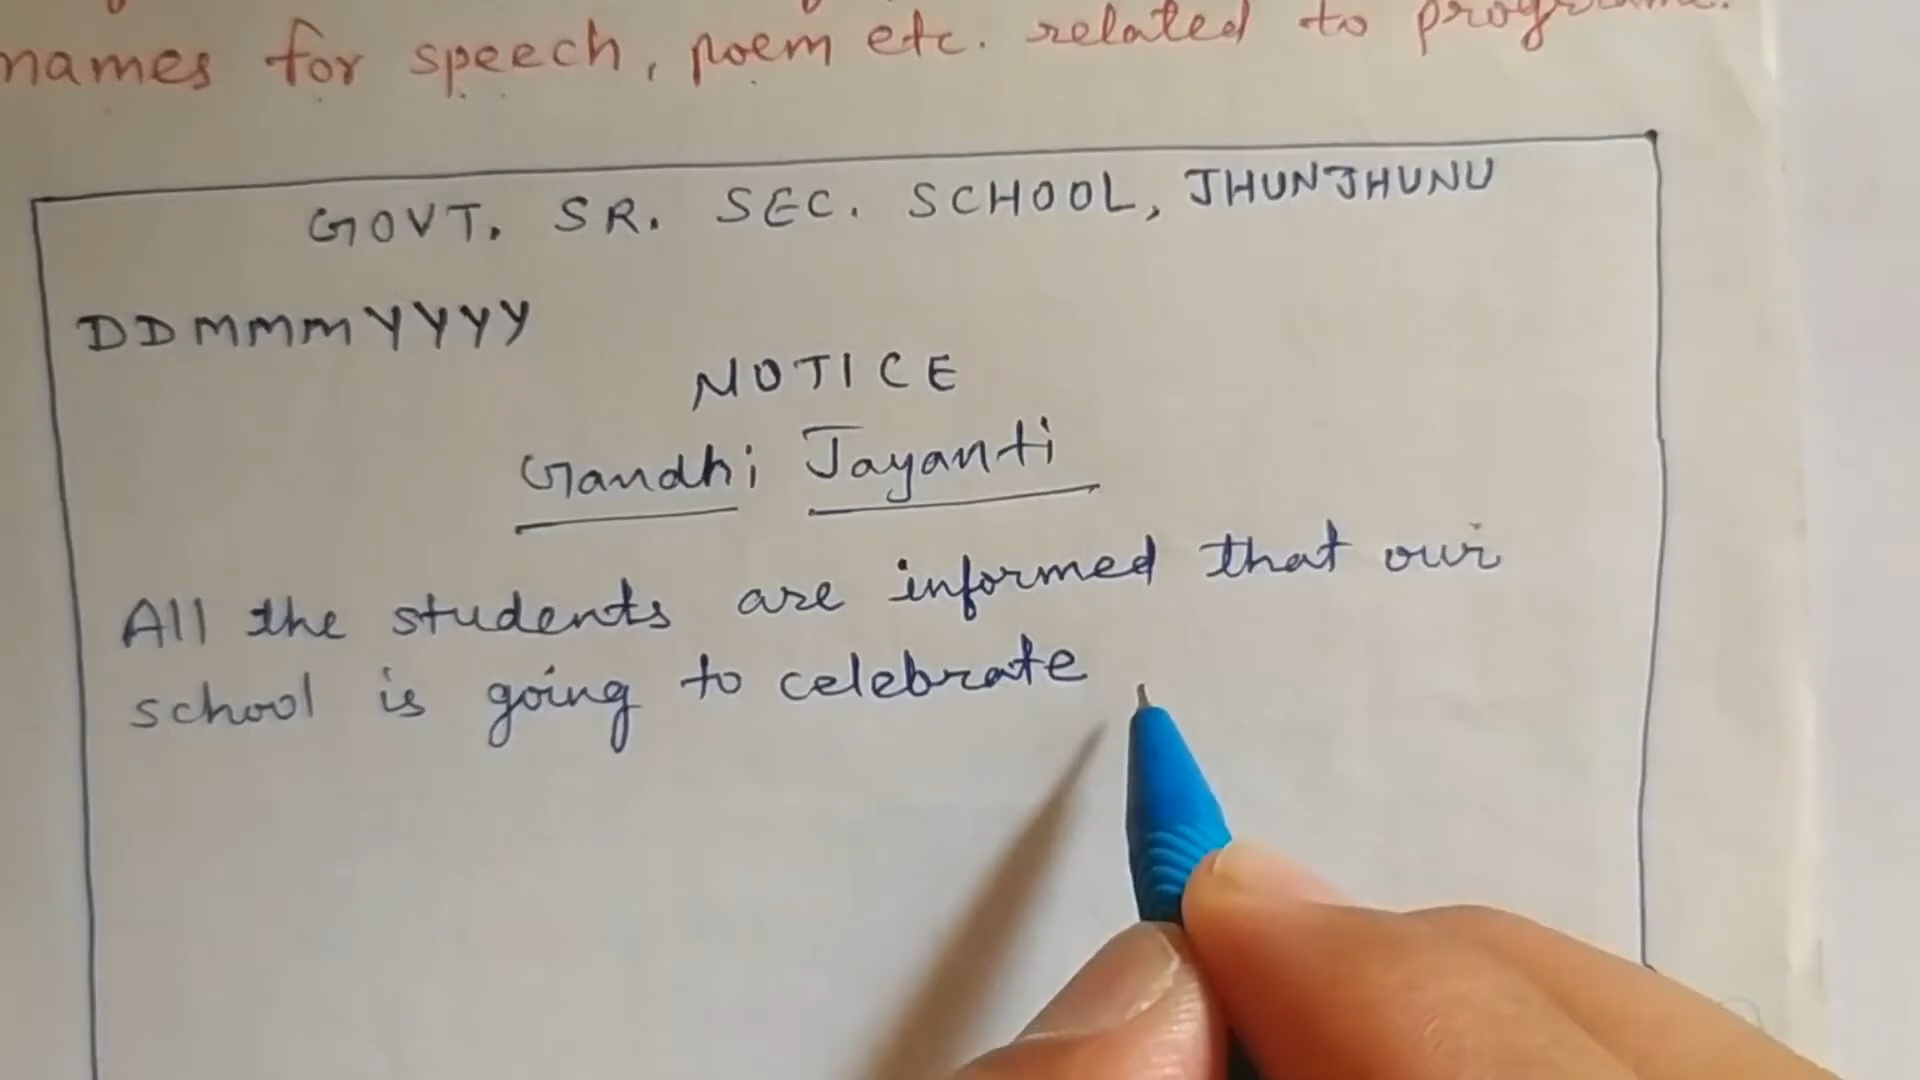 names for speech, poem etc. related to programme.
GOVT. SR. SEC. SCHOOL, JHUNJHUNU
DDMMMYYYY
NOTICE
Gandhi Jayanti
All the students are informed that our
school is going to celebrate